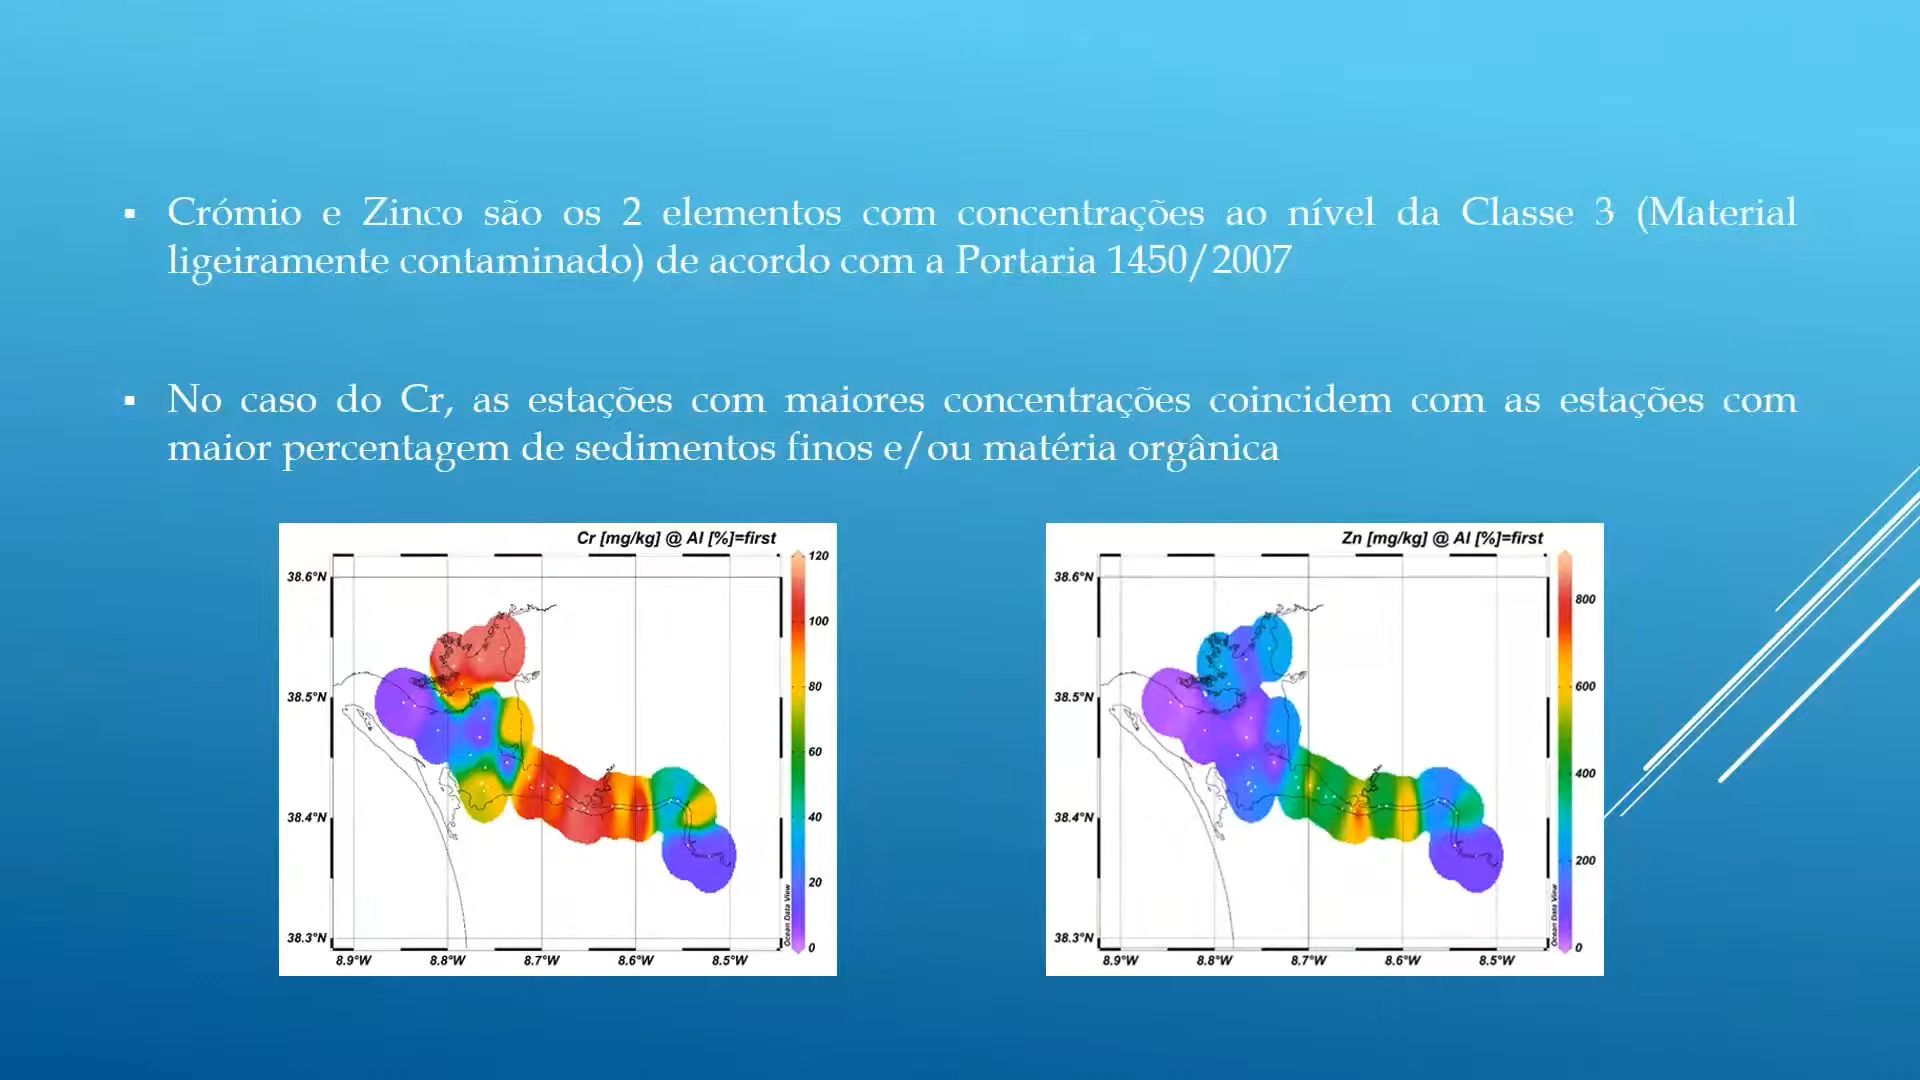 ▪ Crómio e Zinco são os 2 elementos com concentrações ao nível da Classe 3 (Material
ligeiramente contaminado) de acordo com a Portaria 1450/2007
▪ No caso do Cr, as estações com maiores concentrações coincidem com as estações com
maior percentagem de sedimentos finos e/ou matéria orgânica
Cr [mg/kg] @ Al [%]=first
120
100
80
60
40
20
0
38.6°N
38.5°N
38.4°N
38.3°N
8.9°W 8.8°W 8.7°W 8.6°W 8.5°W
Ocean Data View
Zn [mg/kg] @ Al [%]=first
800
600
400
200
0
38.6°N
38.5°N
38.4°N
38.3°N
8.9°W 8.8°W 8.7°W 8.6°W 8.5°W
Ocean Data View